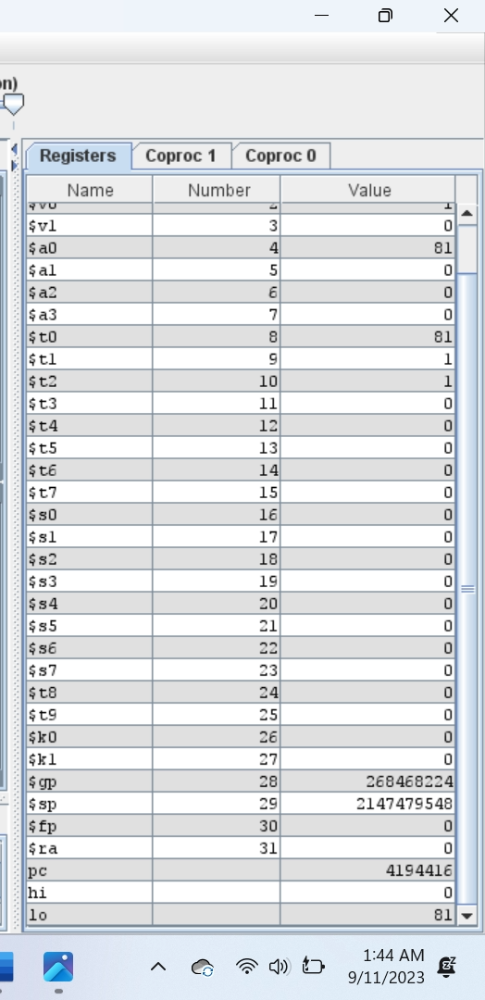 on)
Registers Coproc 1 Coproc 0
Name Number Value
$v0 2 1
$v1 3 0
$a0 4 81
$a1 5 0
$a2 6 0
$a3 7 0
$t0 8 81
$t1 9 1
$t2 10 1
$t3 11 0
$t4 12 0
$t5 13 0
$t6 14 0
$t7 15 0
$s0 16 0
$s1 17 0
$s2 18 0
$s3 19 0
$s4 20 0
$s5 21 0
$s6 22 0
$s7 23 0
$t8 24 0
$t9 25 0
$k0 26 0
$k1 27 0
$gp 28 268468224
$sp 29 2147479548
$fp 30 0
$ra 31 0
pc 4194416
hi 0
lo 81
1:44 AM
9/11/2023